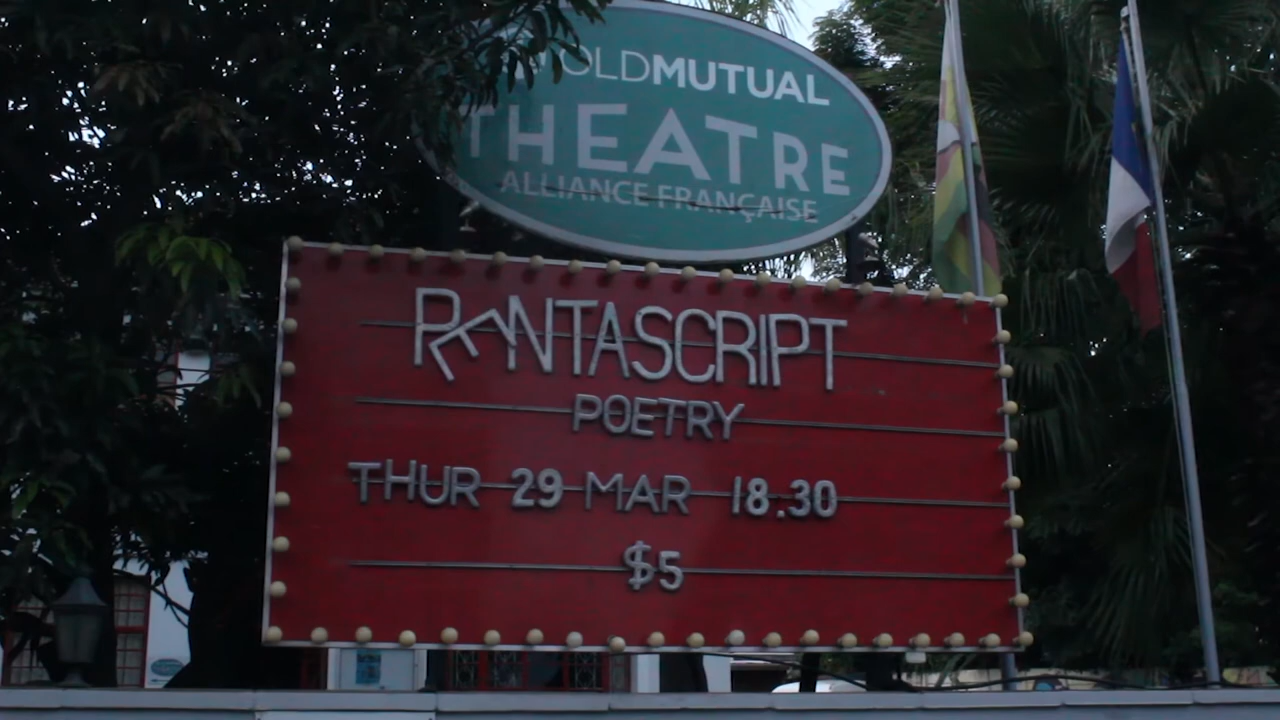 OLDMUTUAL
THEATRE
ALLIANCE FRANÇAISE
PENTASCRIPT
POETRY
THUR 29 MAR 18.30
$5